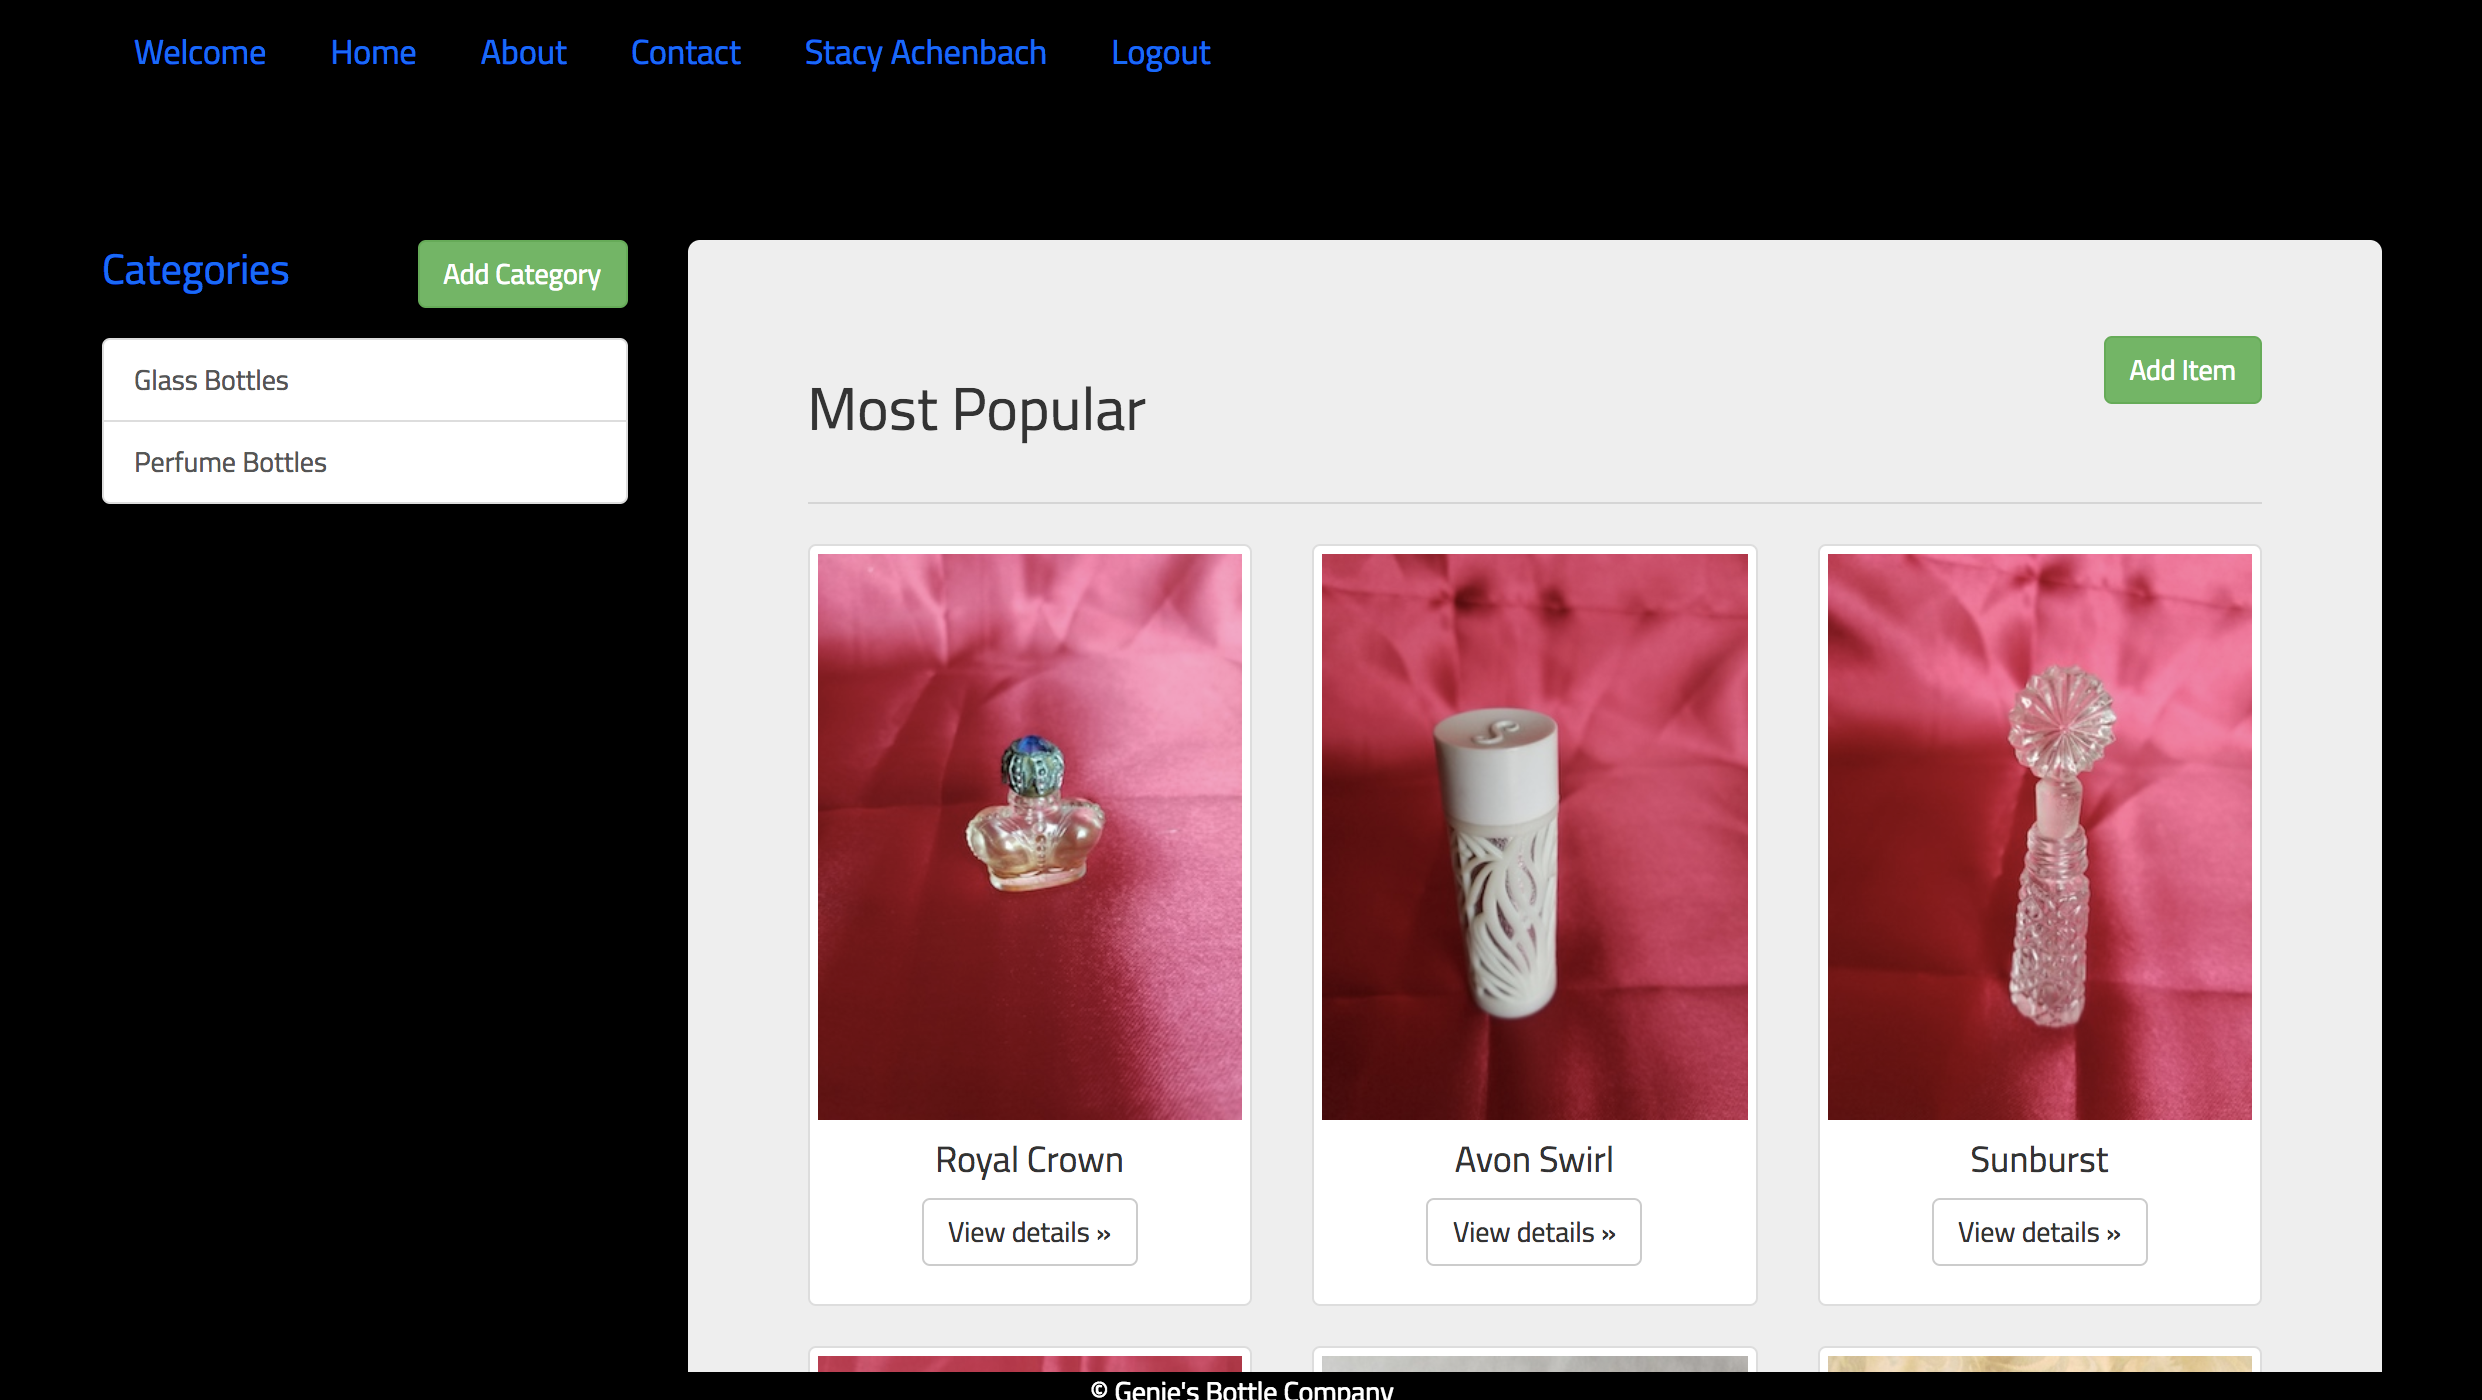 Welcome Home About Contact Stacy Achenbach Logout
Categories
Add Category
Glass Bottles
Perfume Bottles
Add Item
Most Popular
Royal Crown
View details »
Avon Swirl
View details »
Sunburst
View details »
© Genie's Bottle Company